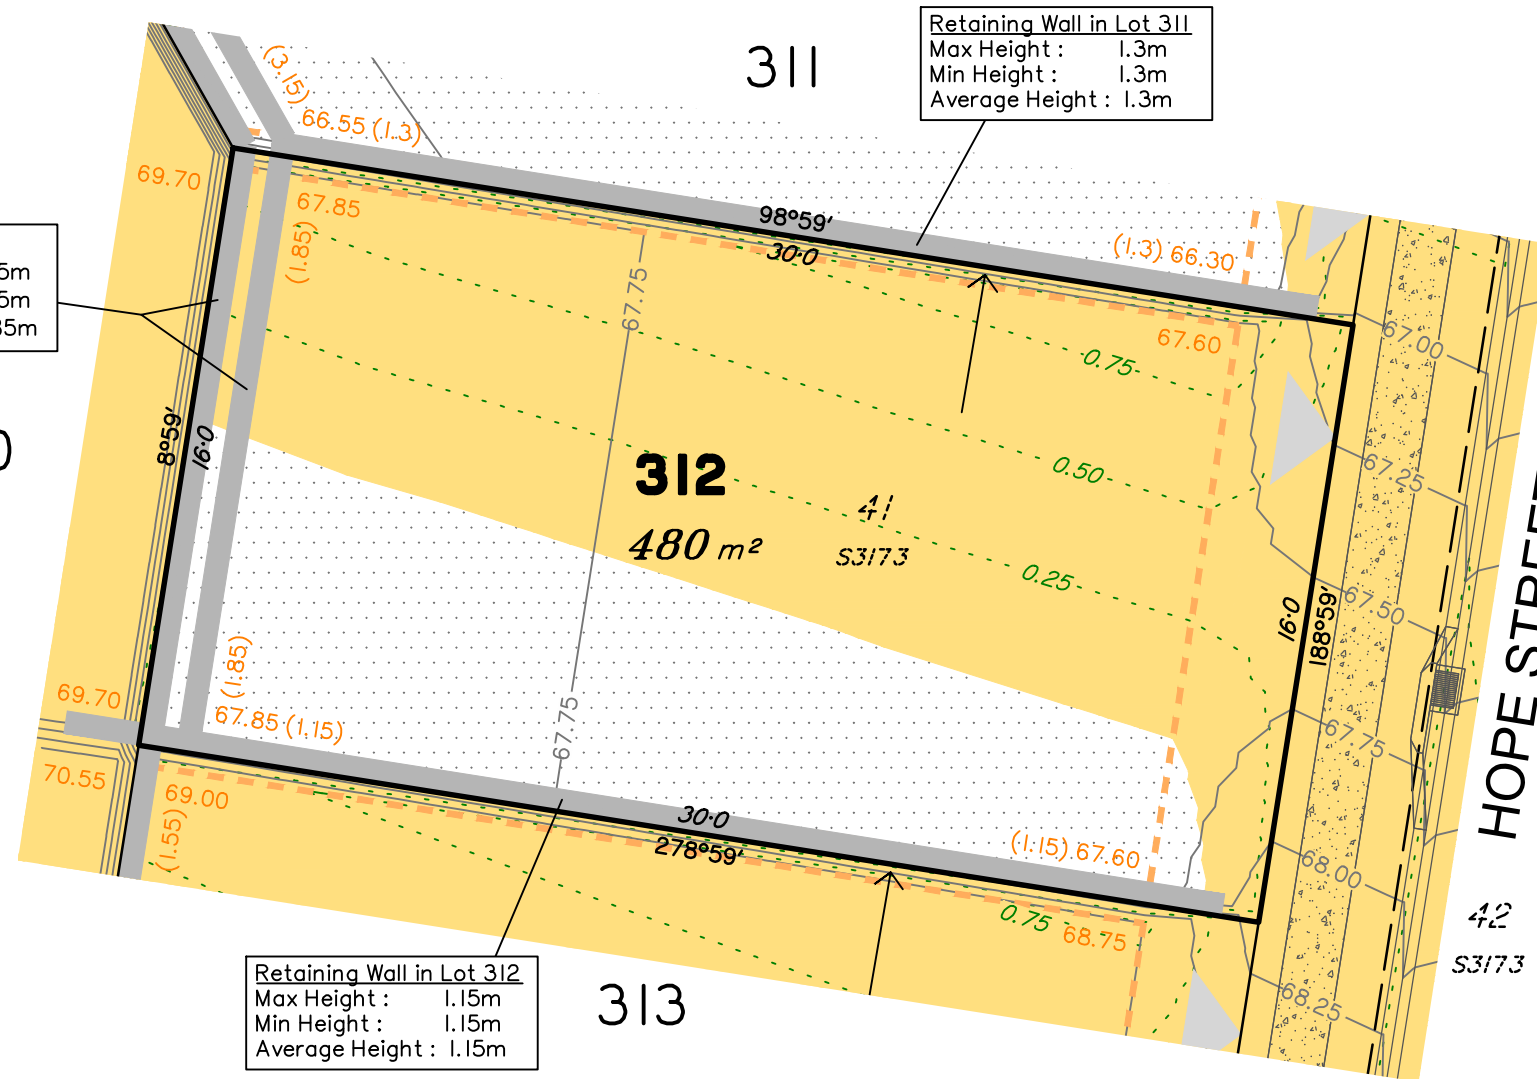 311
Retaining Wall in Lot 311
Max Height : 1.3m
Min Height : 1.3m
Average Height : 1.3m
(3.15)
66.55 (1.3)
69.70
67.85
(1.85)
98°59′
30·0
(1.3) 66.30
67.60
67.75
67.00
0.75
5m
5m
35m
8°59′
16·0
0.50
67.25
312
480 m²
41
S3173
0.25
67.50
16·0
188°59′
HOPE STREE
(1.85)
69.70
67.85 (1.15)
67.75
67.75
70.55
69.00
(1.55)
30·0
278°59′
(1.15) 67.60
68.00
0.75
68.75
42
S3173
68.25
Retaining Wall in Lot 312
Max Height : 1.15m
Min Height : 1.15m
Average Height : 1.15m
313